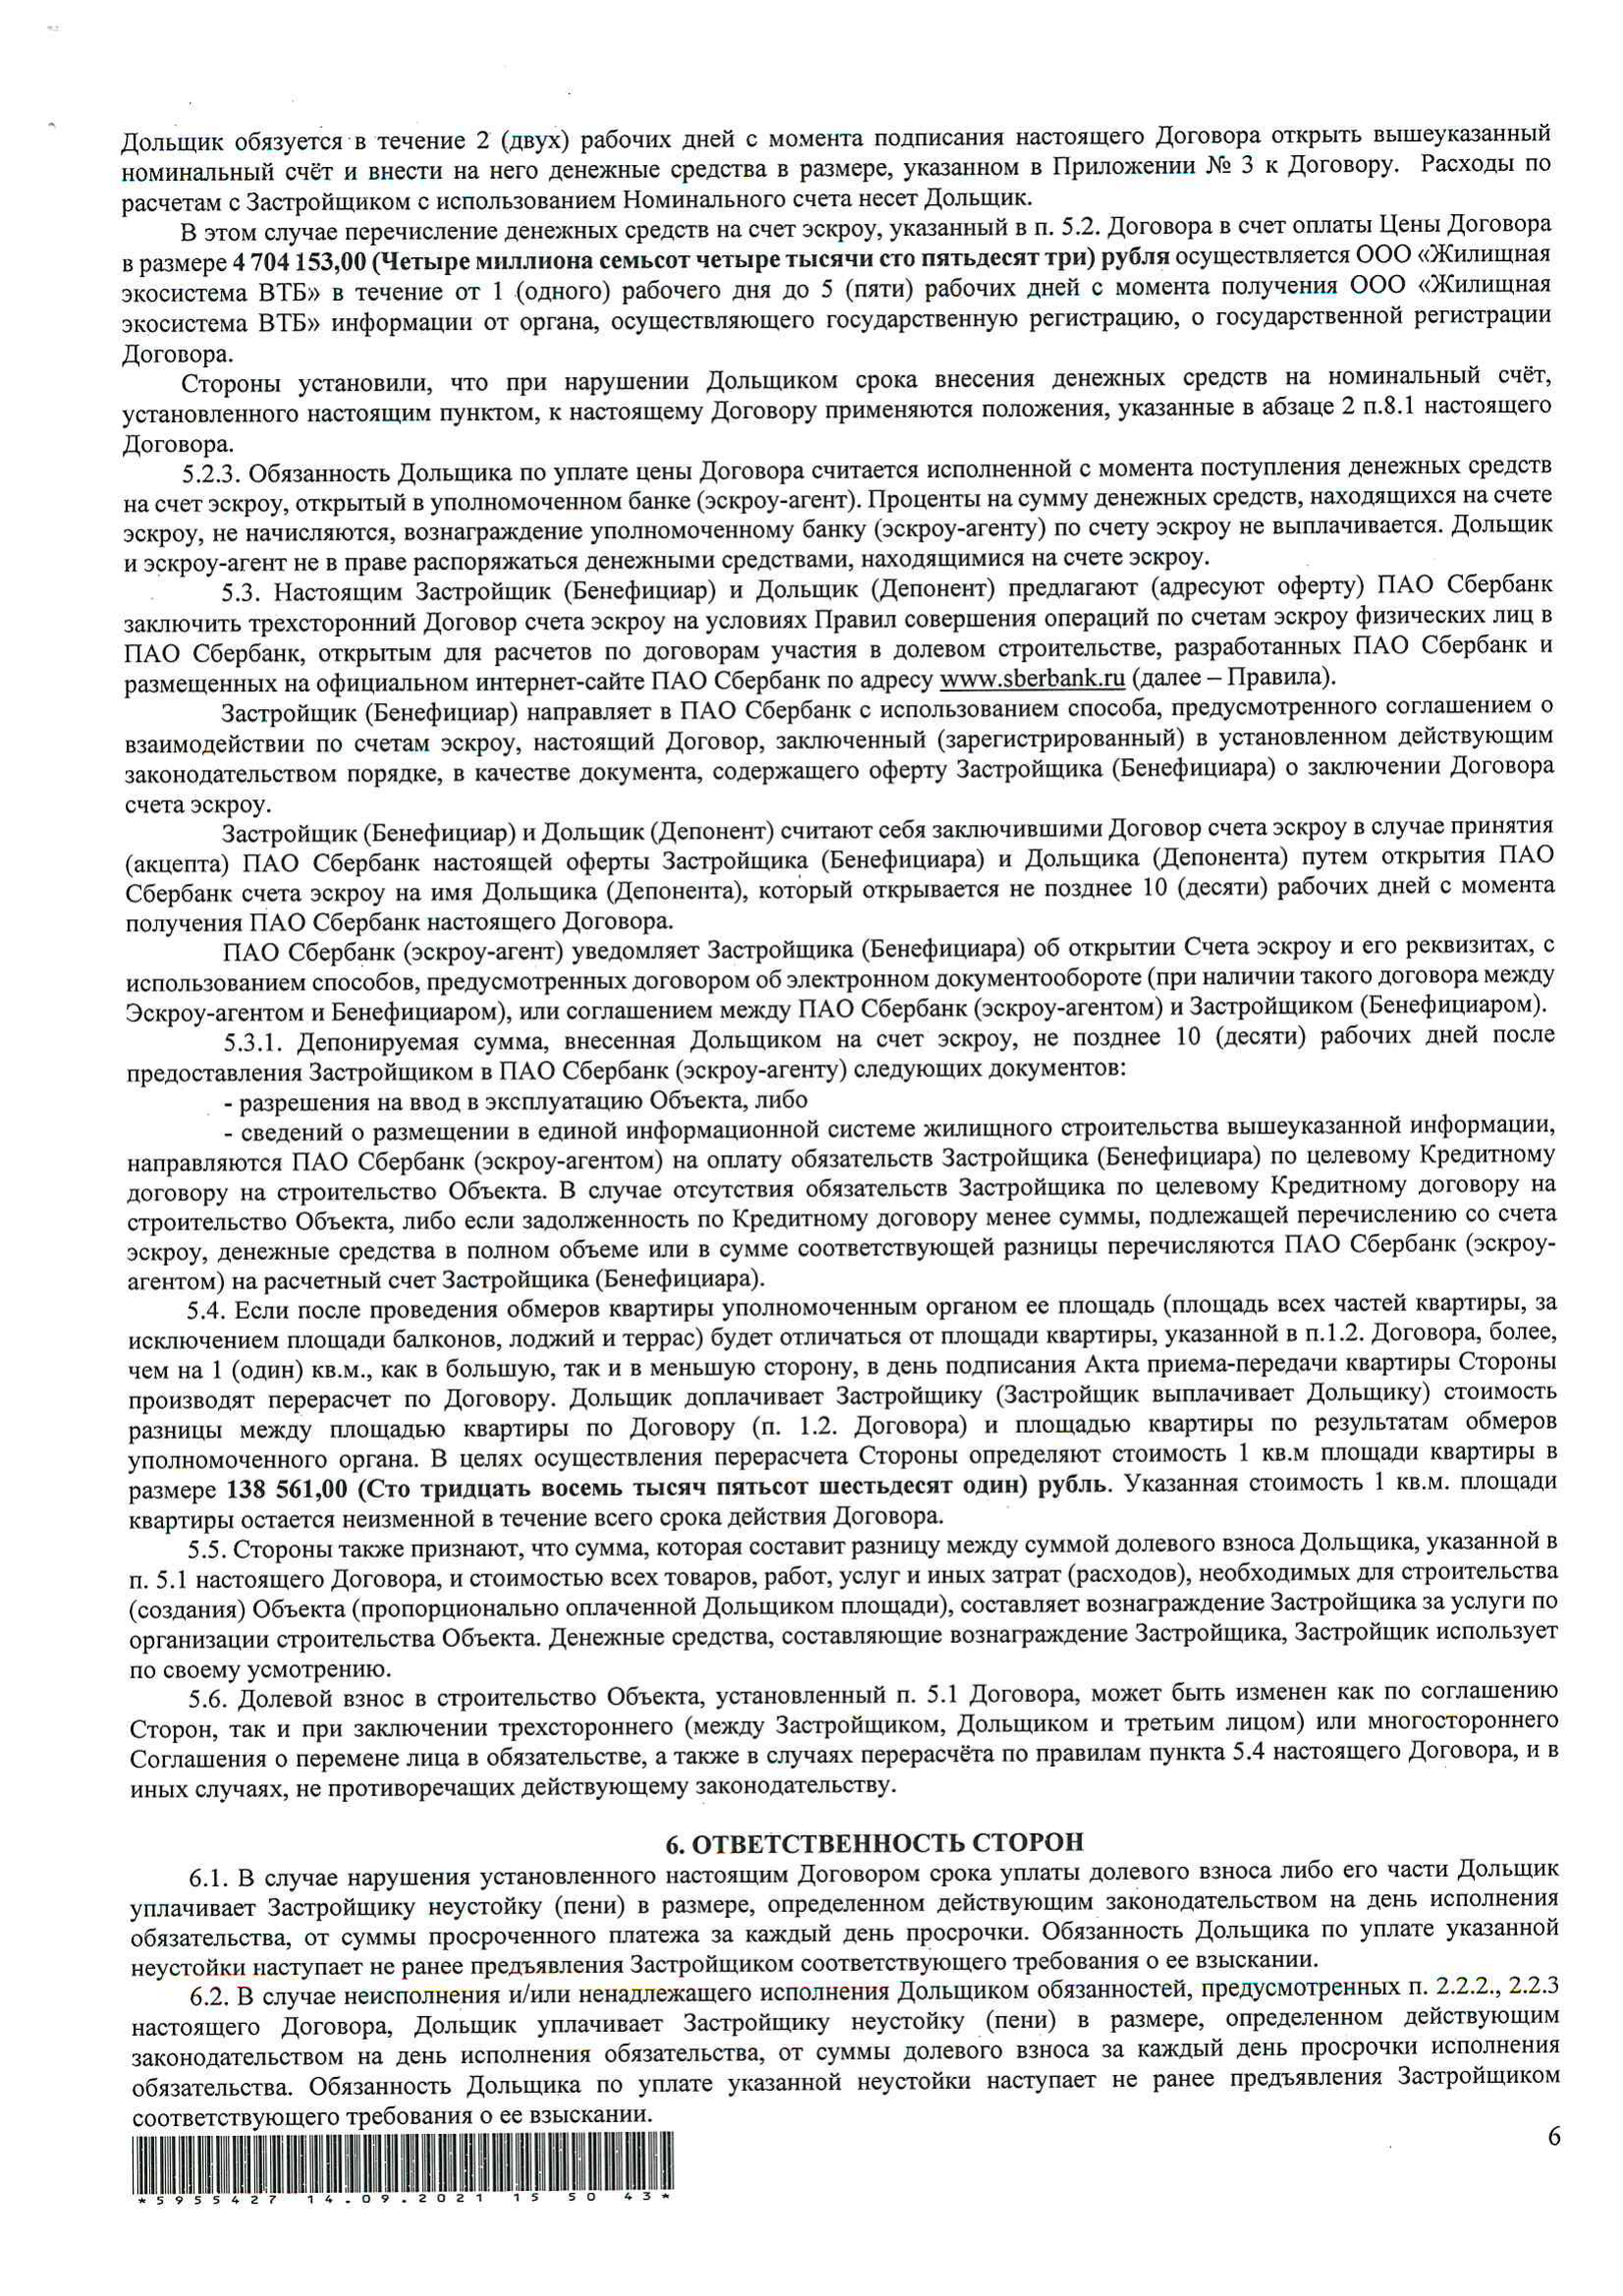 Дольщик обязуется в течение 2 (двух) рабочих дней с момента подписания настоящего Договора открыть вышеуказанный
номинальный счёт и внести на него денежные средства в размере, указанном в Приложении № 3 к Договору. Расходы по
расчетам с Застройщиком с использованием Номинального счета несет Дольщик.
В этом случае перечисление денежных средств на счет эскроу, указанный в п. 5.2. Договора в счет оплаты Цены Договора
в размере 4 704 153,00 (Четыре миллиона семьсот четыре тысячи сто пятьдесят три) рубля осуществляется ООО «Жилищная
экосистема ВТБ» в течение от 1 (одного) рабочего дня до 5 (пяти) рабочих дней с момента получения ООО «Жилищная
экосистема ВТБ» информации от органа, осуществляющего государственную регистрацию, о государственной регистрации
Договора.
Стороны установили, что при нарушении Дольщиком срока внесения денежных средств на номинальный счёт,
установленного настоящим пунктом, к настоящему Договору применяются положения, указанные в абзаце 2 п.8.1 настоящего
Договора.
5.2.3. Обязанность Дольщика по уплате цены Договора считается исполненной с момента поступления денежных средств
на счет эскроу, открытый в уполномоченном банке (эскроу-агент). Проценты на сумму денежных средств, находящихся на счете
эскроу, не начисляются, вознаграждение уполномоченному банку (эскроу-агенту) по счету эскроу не выплачивается. Дольщик
и эскроу-агент не в праве распоряжаться денежными средствами, находящимися на счете эскроу.
5.3. Настоящим Застройщик (Бенефициар) и Дольщик (Депонент) предлагают (адресуют оферту) ПАО Сбербанк
заключить трехсторонний Договор счета эскроу на условиях Правил совершения операций по счетам эскроу физических лиц в
ПАО Сбербанк, открытым для расчетов по договорам участия в долевом строительстве, разработанных ПАО Сбербанк и
размещенных на официальном интернет-сайте ПАО Сбербанк по адресу www.sberbank.ru (далее – Правила).
Застройщик (Бенефициар) направляет в ПАО Сбербанк с использованием способа, предусмотренного соглашением о
взаимодействии по счетам эскроу, настоящий Договор, заключенный (зарегистрированный) в установленном действующим
законодательством порядке, в качестве документа, содержащего оферту Застройщика (Бенефициара) о заключении Договора
счета эскроу.
Застройщик (Бенефициар) и Дольщик (Депонент) считают себя заключившими Договор счета эскроу в случае принятия
(акцепта) ПАО Сбербанк настоящей оферты Застройщика (Бенефициара) и Дольщика (Депонента) путем открытия ПАО
Сбербанк счета эскроу на имя Дольщика (Депонента), который открывается не позднее 10 (десяти) рабочих дней с момента
получения ПАО Сбербанк настоящего Договора.
ПАО Сбербанк (эскроу-агент) уведомляет Застройщика (Бенефициара) об открытии Счета эскроу и его реквизитах, с
использованием способов, предусмотренных договором об электронном документообороте (при наличии такого договора между
Эскроу-агентом и Бенефициаром), или соглашением между ПАО Сбербанк (эскроу-агентом) и Застройщиком (Бенефициаром).
5.3.1. Депонируемая сумма, внесенная Дольщиком на счет эскроу, не позднее 10 (десяти) рабочих дней после
предоставления Застройщиком в ПАО Сбербанк (эскроу-агенту) следующих документов:
- разрешения на ввод в эксплуатацию Объекта, либо
- сведений о размещении в единой информационной системе жилищного строительства вышеуказанной информации,
направляются ПАО Сбербанк (эскроу-агентом) на оплату обязательств Застройщика (Бенефициара) по целевому Кредитному
договору на строительство Объекта. В случае отсутствия обязательств Застройщика по целевому Кредитному договору на
строительство Объекта, либо если задолженность по Кредитному договору менее суммы, подлежащей перечислению со счета
эскроу, денежные средства в полном объеме или в сумме соответствующей разницы перечисляются ПАО Сбербанк (эскроу-
агентом) на расчетный счет Застройщика (Бенефициара).
5.4. Если после проведения обмеров квартиры уполномоченным органом ее площадь (площадь всех частей квартиры, за
исключением площади балконов, лоджий и террас) будет отличаться от площади квартиры, указанной в п.1.2. Договора, более,
чем на 1 (один) кв.м., как в большую, так и в меньшую сторону, в день подписания Акта приема-передачи квартиры Стороны
производят перерасчет по Договору. Дольщик доплачивает Застройщику (Застройщик выплачивает Дольщику) стоимость
разницы между площадью квартиры по Договору (п. 1.2. Договора) и площадью квартиры по результатам обмеров
уполномоченного органа. В целях осуществления перерасчета Стороны определяют стоимость 1 кв.м площади квартиры в
размере 138 561,00 (Сто тридцать восемь тысяч пятьсот шестьдесят один) рубль. Указанная стоимость 1 кв.м. площади
квартиры остается неизменной в течение всего срока действия Договора.
5.5. Стороны также признают, что сумма, которая составит разницу между суммой долевого взноса Дольщика, указанной в
п. 5.1 настоящего Договора, и стоимостью всех товаров, работ, услуг и иных затрат (расходов), необходимых для строительства
(создания) Объекта (пропорционально оплаченной Дольщиком площади), составляет вознаграждение Застройщика за услуги по
организации строительства Объекта. Денежные средства, составляющие вознаграждение Застройщика, Застройщик использует
по своему усмотрению.
5.6. Долевой взнос в строительство Объекта, установленный п. 5.1 Договора, может быть изменен как по соглашению
Сторон, так и при заключении трехстороннего (между Застройщиком, Дольщиком и третьим лицом) или многостороннего
Соглашения о перемене лица в обязательстве, а также в случаях перерасчёта по правилам пункта 5.4 настоящего Договора, и в
иных случаях, не противоречащих действующему законодательству.
6. ОТВЕТСТВЕННОСТЬ СТОРОН
6.1. В случае нарушения установленного настоящим Договором срока уплаты долевого взноса либо его части Дольщик
уплачивает Застройщику неустойку (пени) в размере, определенном действующим законодательством на день исполнения
обязательства, от суммы просроченного платежа за каждый день просрочки. Обязанность Дольщика по уплате указанной
неустойки наступает не ранее предъявления Застройщиком соответствующего требования о ее взыскании.
6.2. В случае неисполнения и/или ненадлежащего исполнения Дольщиком обязанностей, предусмотренных п. 2.2.2., 2.2.3
настоящего Договора, Дольщик уплачивает Застройщику неустойку (пени) в размере, определенном действующим
законодательством на день исполнения обязательства, от суммы долевого взноса за каждый день просрочки исполнения
обязательства. Обязанность Дольщика по уплате указанной неустойки наступает не ранее предъявления Застройщиком
соответствующего требования о ее взыскании.
6
*5955427 14.09.2021 15 50 43*